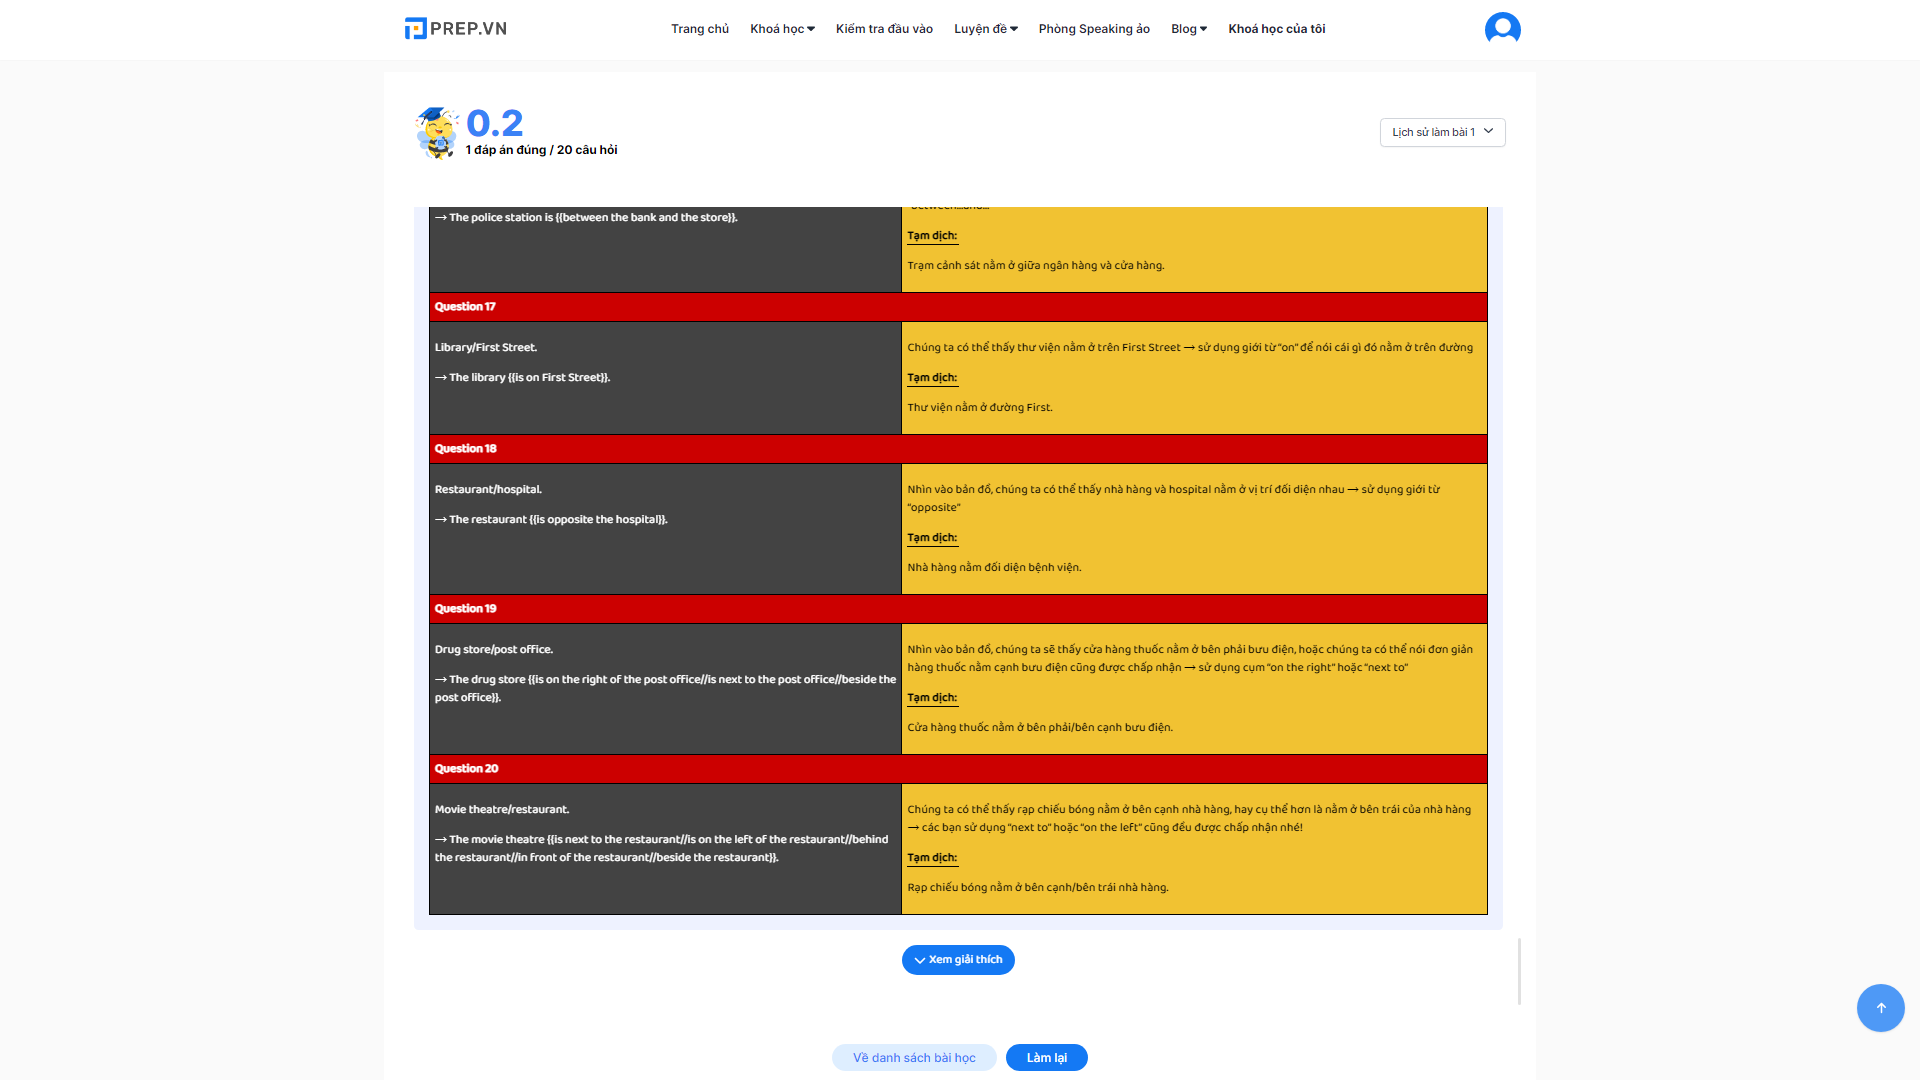 PREP.VN
Trang chủ
Khoá học
Kiểm tra đầu vào
Luyện đề
Phòng Speaking ảo
Blog
Khoá học của tôi
0.2
1 đáp án đúng / 20 câu hỏi
Lịch sử làm bài 1
→ The police station is {{between the bank and the store}}.
Tạm dịch:
Trạm cảnh sát nằm ở giữa ngân hàng và cửa hàng.
Question 17
Library/First Street.
→ The library {{is on First Street}}.
Chúng ta có thể thấy thư viện nằm ở trên First Street → sử dụng giới từ “on” để nói cái gì đó nằm ở trên đường
Tạm dịch:
Thư viện nằm ở đường First.
Question 18
Restaurant/hospital.
→ The restaurant {{is opposite the hospital}}.
Nhìn vào bản đồ, chúng ta có thể thấy nhà hàng và hospital nằm ở vị trí đối diện nhau → sử dụng giới từ
“opposite”
Tạm dịch:
Nhà hàng nằm đối diện bệnh viện.
Question 19
Drug store/post office.
→ The drug store {{is on the right of the post office//is next to the post office//beside the
post office}}.
Nhìn vào bản đồ, chúng ta sẽ thấy cửa hàng thuốc nằm ở bên phải bưu điện, hoặc chúng ta có thể nói đơn giản
hàng thuốc nằm cạnh bưu điện cũng được chấp nhận → sử dụng cụm “on the right” hoặc “next to”
Tạm dịch:
Cửa hàng thuốc nằm ở bên phải/bên cạnh bưu điện.
Question 20
Movie theatre/restaurant.
→ The movie theatre {{is next to the restaurant//is on the left of the restaurant//behind
the restaurant//in front of the restaurant//beside the restaurant}}.
Chúng ta có thể thấy rạp chiếu bóng nằm ở bên cạnh nhà hàng, hay cụ thể hơn là nằm ở bên trái của nhà hàng
→ các bạn sử dụng “next to” hoặc “on the left” cũng đều được chấp nhận nhé!
Tạm dịch:
Rạp chiếu bóng nằm ở bên cạnh/bên trái nhà hàng.
Xem giải thích
Về danh sách bài học
Làm lại